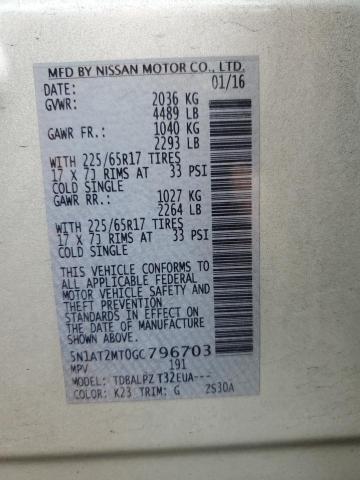 MFD BY NISSAN MOTOR CO., LTD.
DATE: 01/16
GVWR: 2036 KG
4489 LB
GAWR FR.: 1040 KG
2293 LB
WITH 225/65R17 TIRES
17 X 7J RIMS AT 33 PSI
COLD SINGLE
GAWR RR.: 1027 KG
2264 LB
WITH 225/65R17 TIRES
17 X 7J RIMS AT 33 PSI
COLD SINGLE
THIS VEHICLE CONFORMS TO
ALL APPLICABLE FEDERAL
MOTOR VEHICLE SAFETY AND
THEFT PREVENTION
STANDARDS IN EFFECT ON
THE DATE OF MANUFACTURE
SHOWN ABOVE.
5N1AT2MT0GC796703
MPV 191
MODEL: TDBALPZ T32EUA---
COLOR: K23 TRIM: G 2S30A